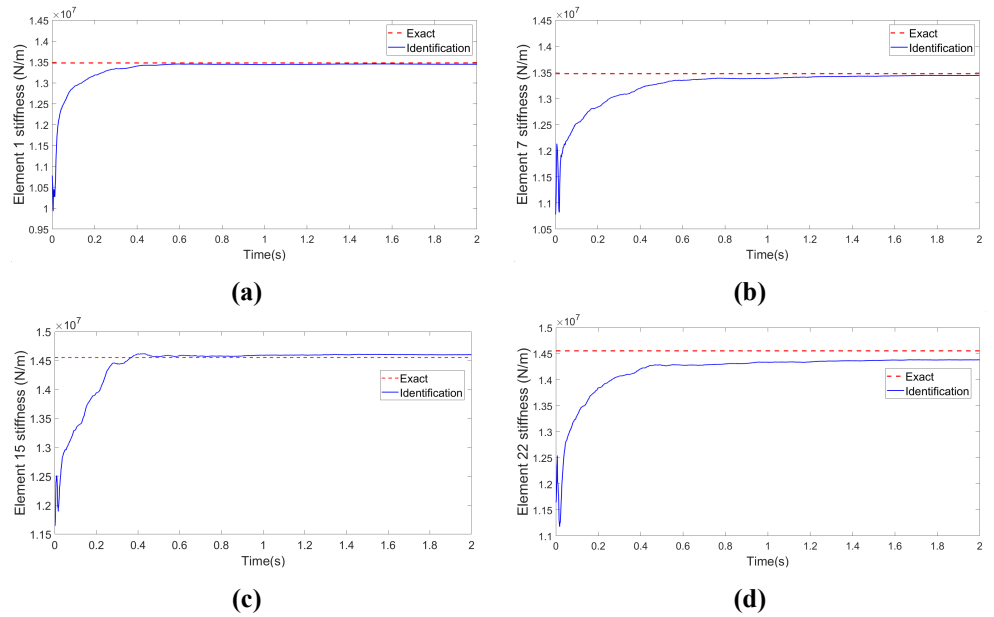 ×10⁷
1.45
1.4
1.35
1.3
1.25
1.2
1.15
1.1
1.05
1
0.95
Element 1 stiffness (N/m)
Exact
Identification
0 0.2 0.4 0.6 0.8 1 1.2 1.4 1.6 1.8 2
Time(s)
(a)
×10⁷
1.45
1.4
1.35
1.3
1.25
1.2
1.15
1.1
1.05
Element 7 stiffness (N/m)
Exact
Identification
0 0.2 0.4 0.6 0.8 1 1.2 1.4 1.6 1.8 2
Time(s)
(b)
×10⁷
1.5
1.45
1.4
1.35
1.3
1.25
1.2
1.15
Element 15 stiffness (N/m)
Exact
Identification
0 0.2 0.4 0.6 0.8 1 1.2 1.4 1.6 1.8 2
Time(s)
(c)
×10⁷
1.5
1.45
1.4
1.35
1.3
1.25
1.2
1.15
1.1
Element 22 stiffness (N/m)
Exact
Identification
0 0.2 0.4 0.6 0.8 1 1.2 1.4 1.6 1.8 2
Time(s)
(d)